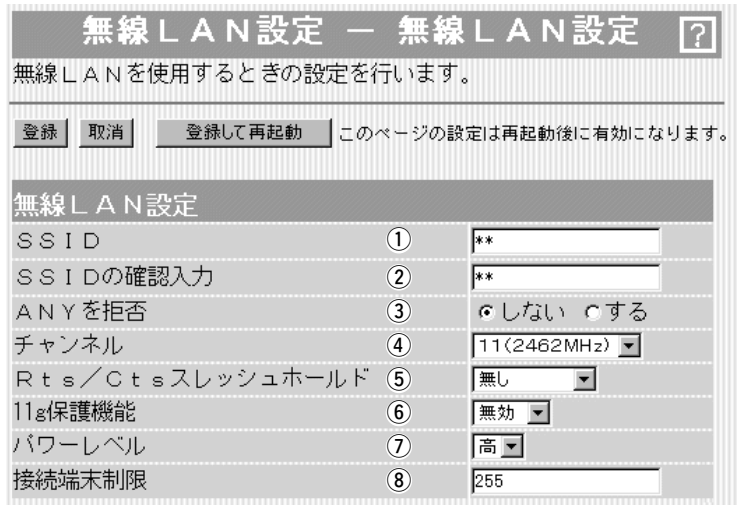 無線ＬＡＮ設定 － 無線ＬＡＮ設定 ?
無線ＬＡＮを使用するときの設定を行います。
登録 取消 登録して再起動 このページの設定は再起動後に有効になります。
無線ＬＡＮ設定
ＳＳＩＤ ① **
ＳＳＩＤの確認入力 ② **
ＡＮＹを拒否 ③ しない する
チャンネル ④ 11(2462MHz)
Ｒｔｓ／Ｃｔｓスレッシュホールド ⑤ 無し
11g保護機能 ⑥ 無効
パワーレベル ⑦ 高
接続端末制限 ⑧ 255